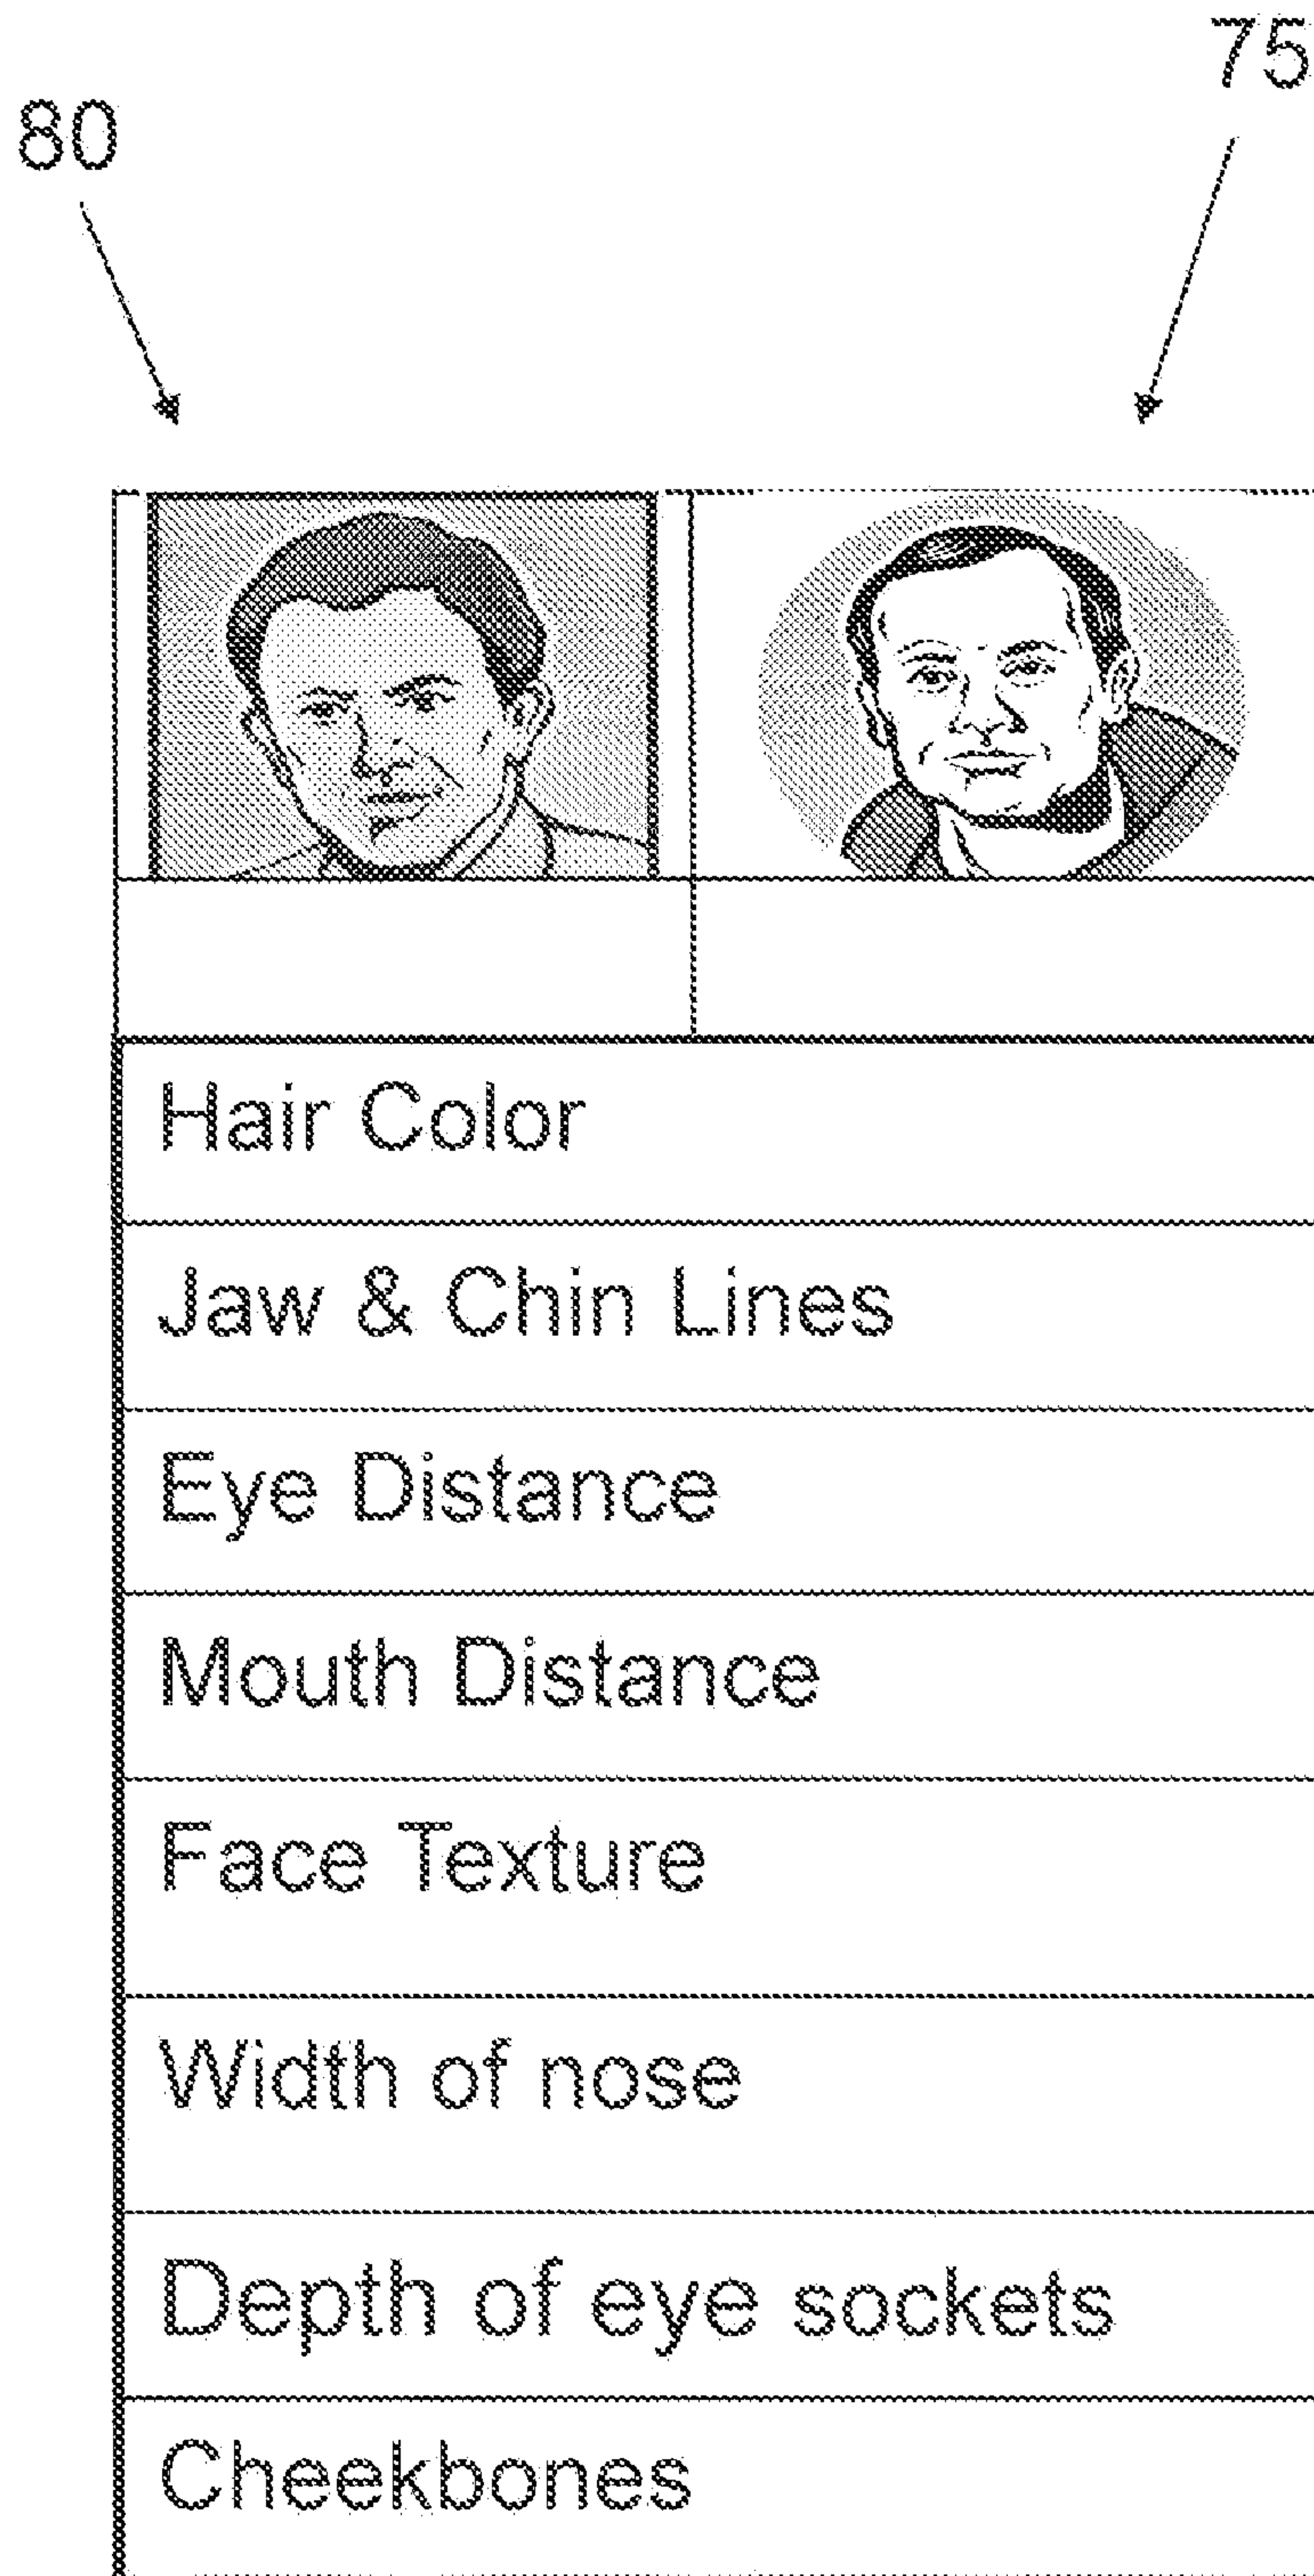 75
80
Hair Color
Jaw & Chin Lines
Eye Distance
Mouth Distance
Face Texture
Width of nose
Depth of eye sockets
Cheekbones